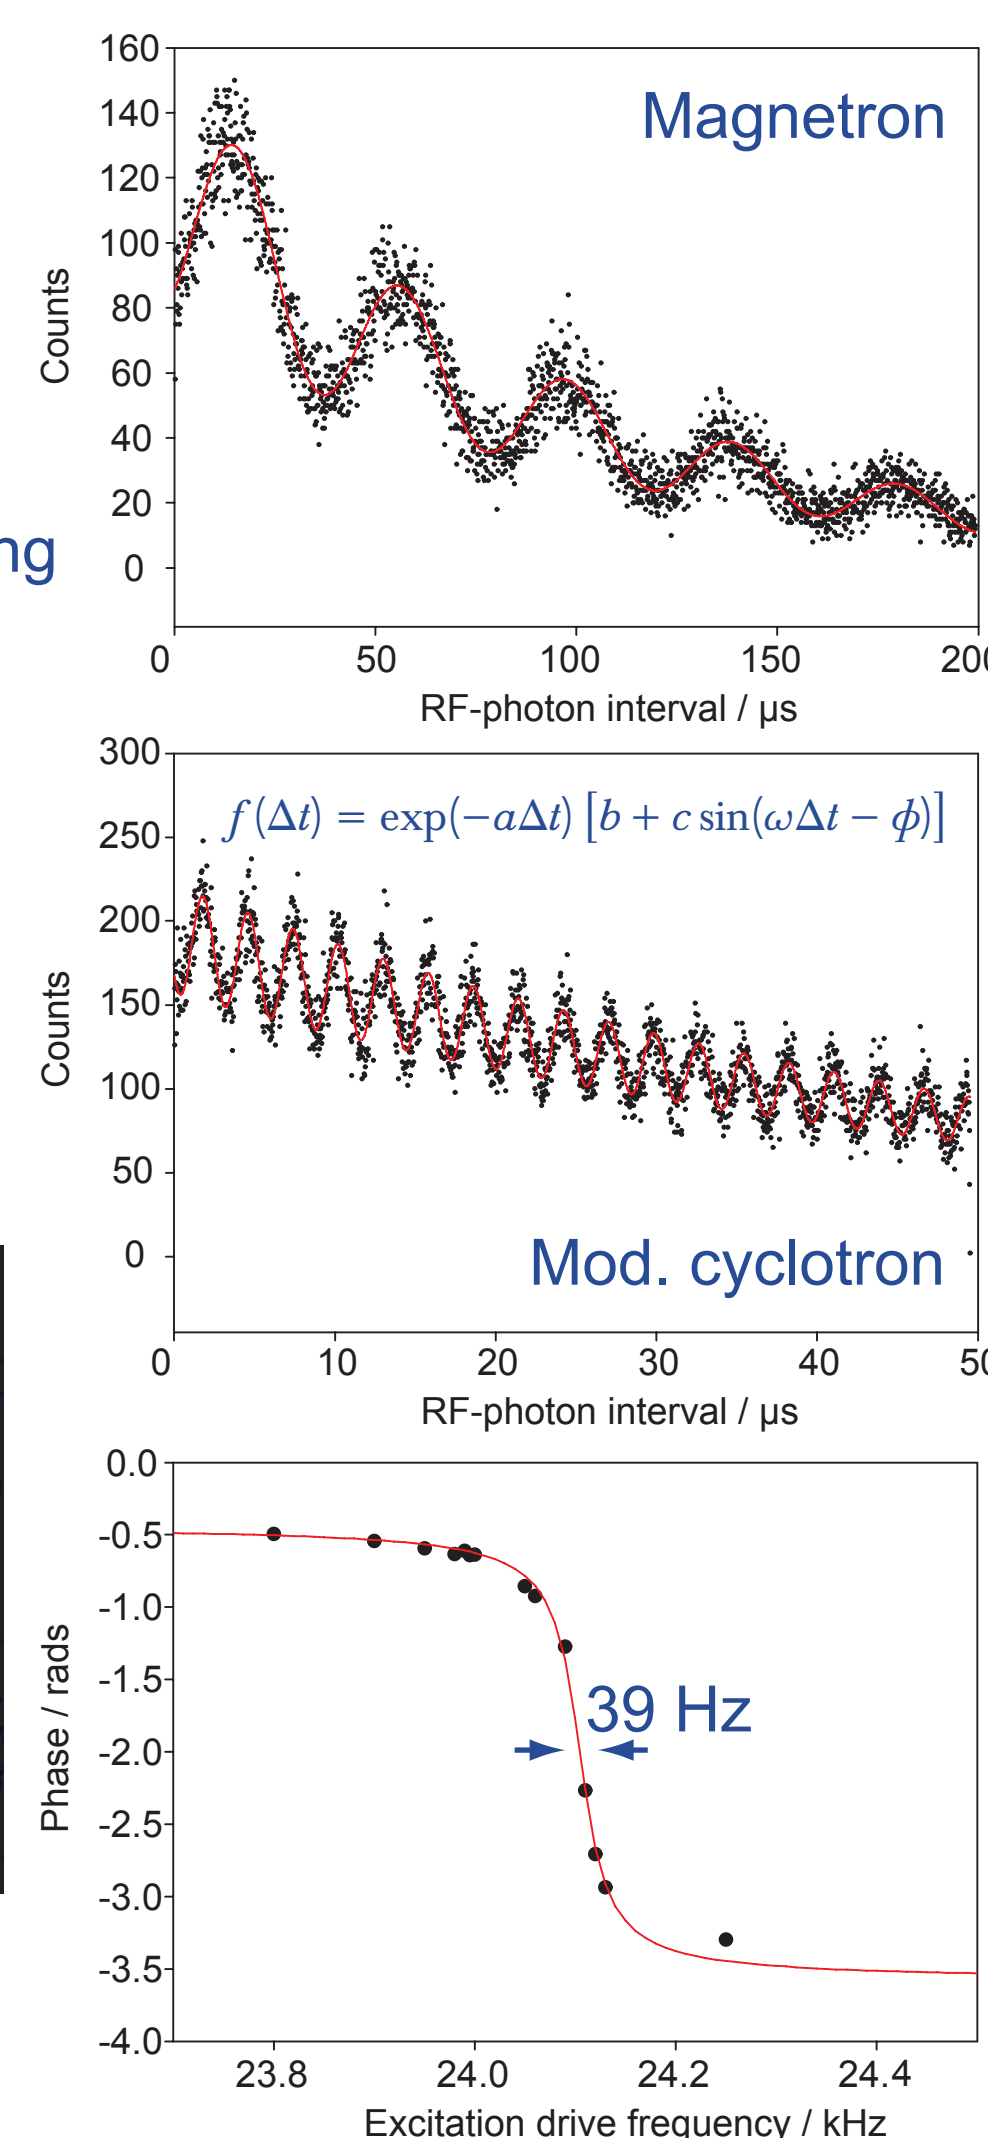 160
140
120
100
80
60
40
20
0
Counts
Magnetron
ng
0 50 100 150 200
RF-photon interval / µs
300
250
200
150
100
50
0
Counts
f(Δt) = exp(−aΔt) [b + c sin(ωΔt − ϕ)]
Mod. cyclotron
0 10 20 30 40 50
RF-photon interval / µs
0.0
-0.5
-1.0
-1.5
-2.0
-2.5
-3.0
-3.5
-4.0
Phase / rads
39 Hz
23.8 24.0 24.2 24.4
Excitation drive frequency / kHz